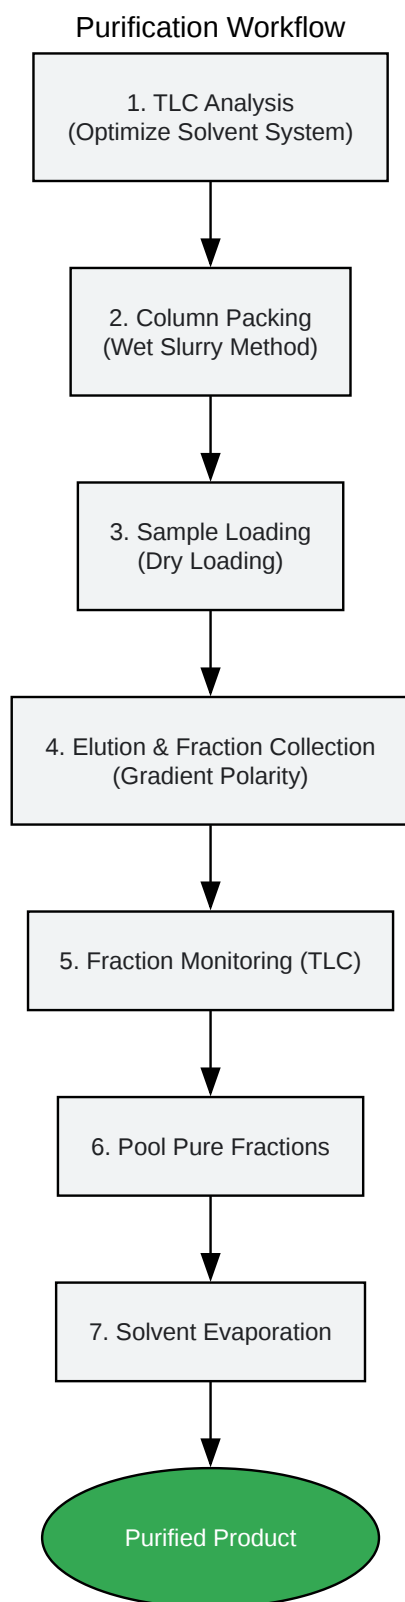 Purification Workflow
1. TLC Analysis
(Optimize Solvent System)
2. Column Packing
(Wet Slurry Method)
3. Sample Loading
(Dry Loading)
4. Elution & Fraction Collection
(Gradient Polarity)
5. Fraction Monitoring (TLC)
6. Pool Pure Fractions
7. Solvent Evaporation
Purified Product